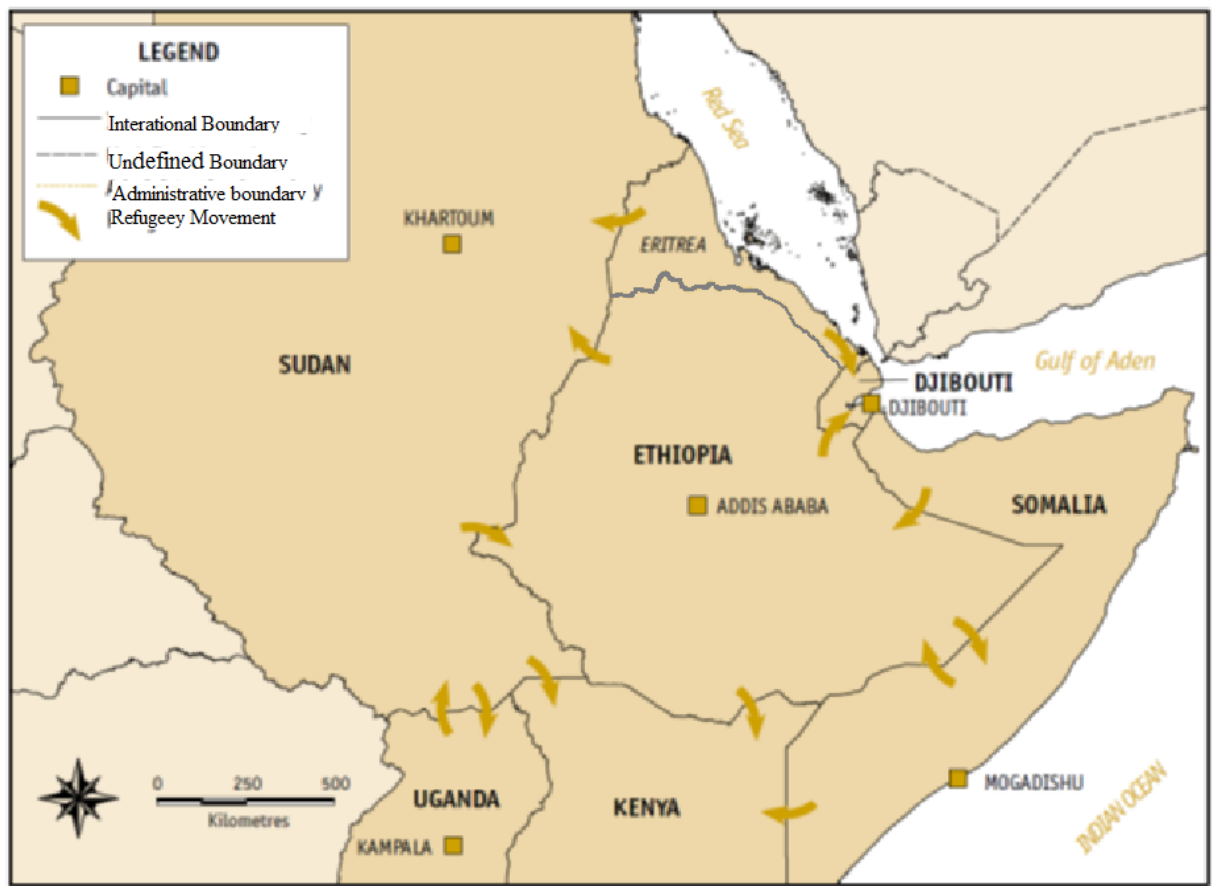 LEGEND
Capital
Interational Boundary
Undefined Boundary
Administrative boundary y
Refugeey Movement
Red Sea
KHARTOUM
ERITREA
SUDAN
Gulf of Aden
DJIBOUTI
DJIBOUTI
ETHIOPIA
ADDIS ABABA
SOMALIA
0 250 500
Kilometres
UGANDA
KENYA
MOGADISHU
KAMPALA
INDIAN OCEAN